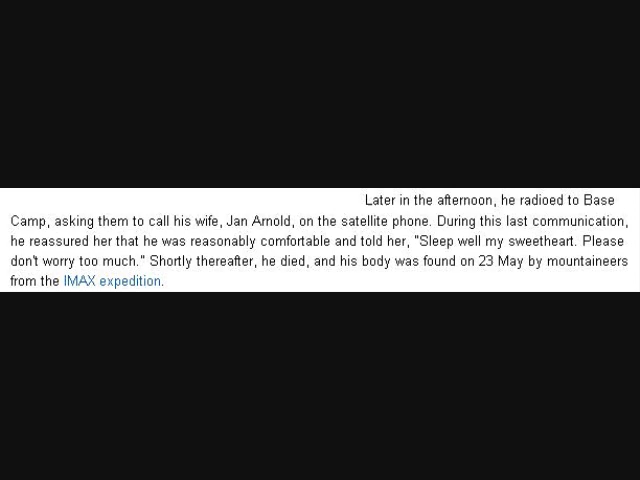 Later in the afternoon, he radioed to Base
Camp, asking them to call his wife, Jan Arnold, on the satellite phone. During this last communication,
he reassured her that he was reasonably comfortable and told her, "Sleep well my sweetheart. Please
don't worry too much." Shortly thereafter, he died, and his body was found on 23 May by mountaineers
from the IMAX expedition.